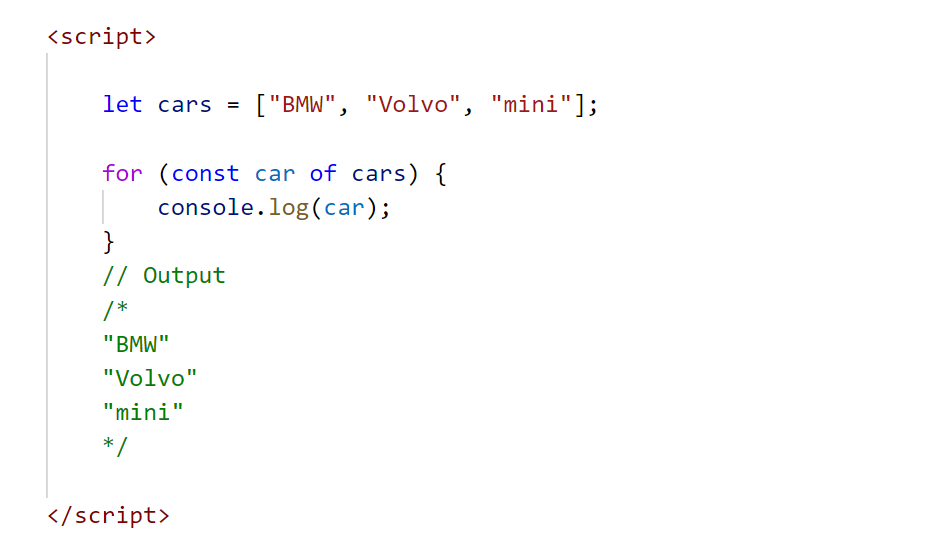 <script>
let cars = ["BMW", "Volvo", "mini"];
for (const car of cars) {
console.log(car);
}
// Output
/*
"BMW"
"Volvo"
"mini"
*/
</script>